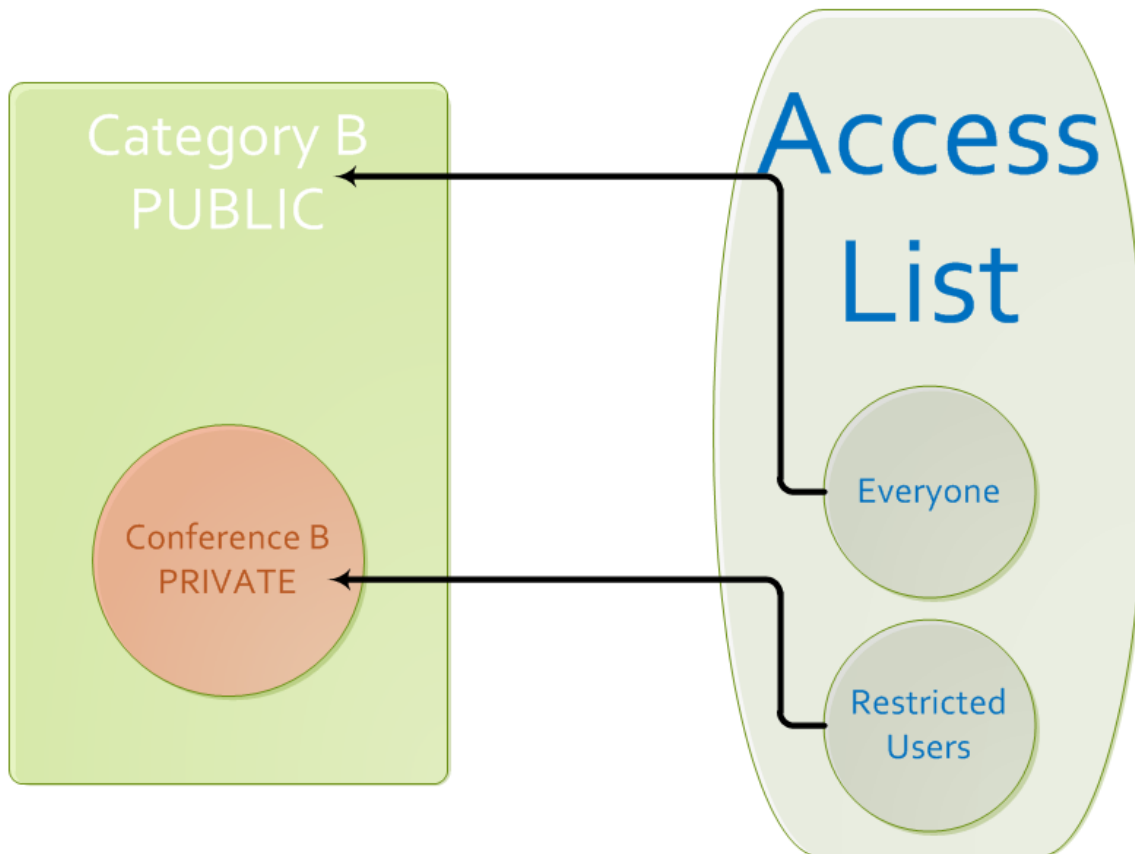 Category B
PUBLIC
Conference B
PRIVATE
Access
List
Everyone
Restricted
Users